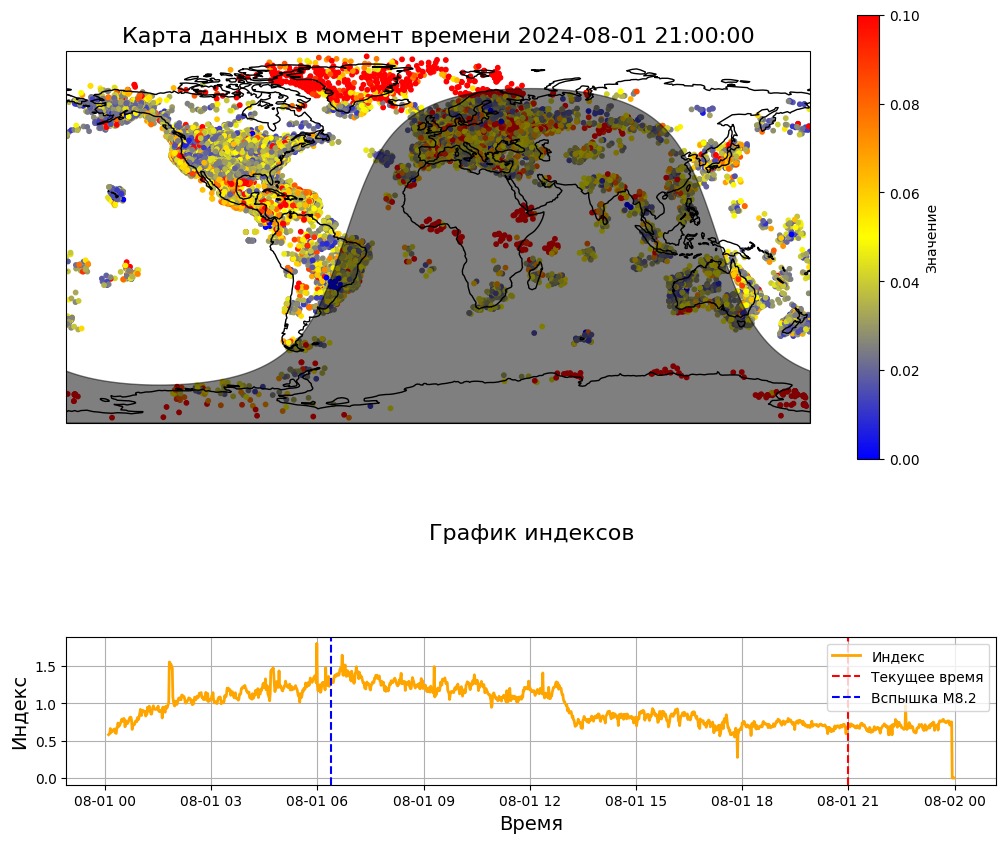 Карта данных в момент времени 2024-08-01 21:00:00
0.10
0.08
0.06
0.04
0.02
0.00
Значение
График индексов
Индекс
1.5
1.0
0.5
0.0
Индекс
Текущее время
Вспышка M8.2
08-01 00 08-01 03 08-01 06 08-01 09 08-01 12 08-01 15 08-01 18 08-01 21 08-02 00
Время